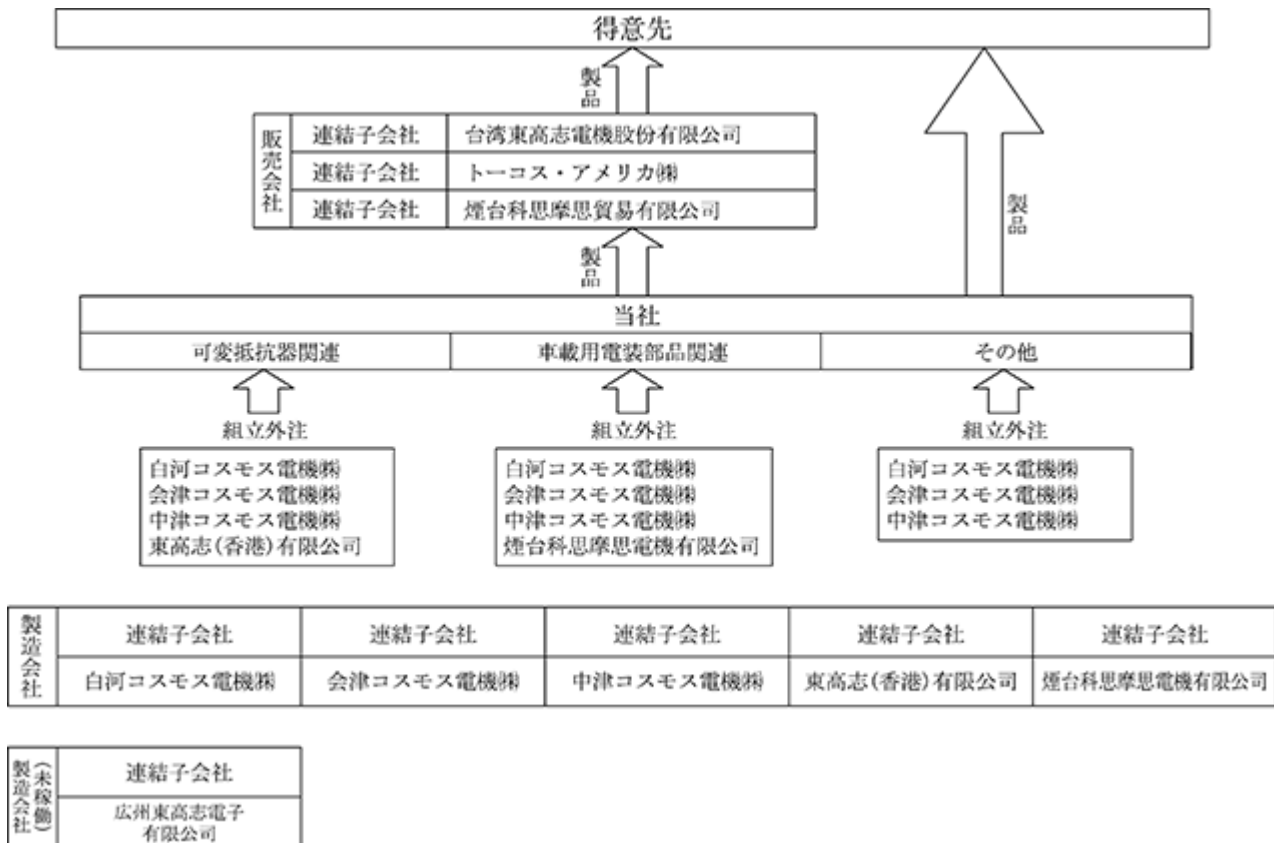 得意先
製品
販売会社
連結子会社 台湾東高志電機股份有限公司
連結子会社 トーコス・アメリカ㈱
連結子会社 煙台科思摩思貿易有限公司
製品
製品
当社
可変抵抗器関連 車載用電装部品関連 その他
組立外注 組立外注 組立外注
白河コスモス電機㈱
会津コスモス電機㈱
中津コスモス電機㈱
東高志(香港)有限公司
白河コスモス電機㈱
会津コスモス電機㈱
中津コスモス電機㈱
煙台科思摩思電機有限公司
白河コスモス電機㈱
会津コスモス電機㈱
中津コスモス電機㈱
製造会社
連結子会社 連結子会社 連結子会社 連結子会社 連結子会社
白河コスモス電機㈱ 会津コスモス電機㈱ 中津コスモス電機㈱ 東高志(香港)有限公司 煙台科思摩思電機有限公司
(未稼働)
製造会社
連結子会社
広州東高志電子
有限公司